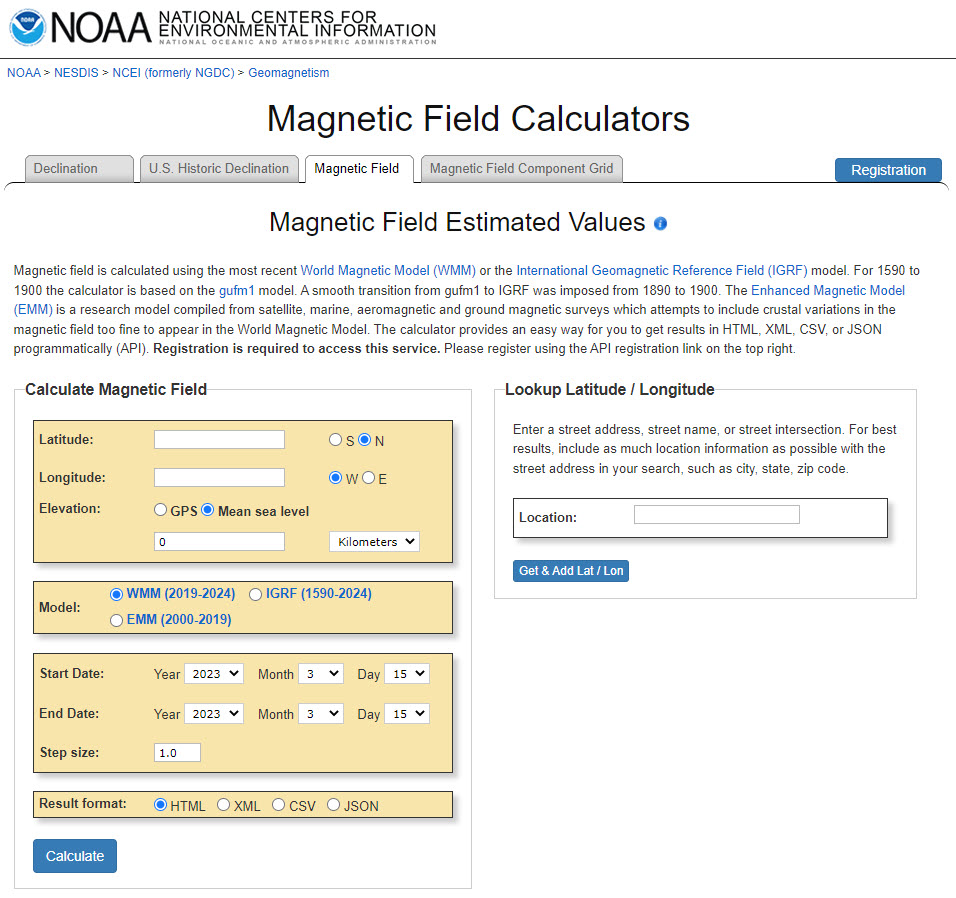 NOAA
NATIONAL CENTERS FOR
ENVIRONMENTAL INFORMATION
NATIONAL OCEANIC AND ATMOSPHERIC ADMINISTRATION
NOAA > NESDIS > NCEI (formerly NGDC) > Geomagnetism
Magnetic Field Calculators
Declination U.S. Historic Declination Magnetic Field Magnetic Field Component Grid Registration
Magnetic Field Estimated Values
Magnetic field is calculated using the most recent World Magnetic Model (WMM) or the International Geomagnetic Reference Field (IGRF) model. For 1590 to
1900 the calculator is based on the gufm1 model. A smooth transition from gufm1 to IGRF was imposed from 1890 to 1900. The Enhanced Magnetic Model
(EMM) is a research model compiled from satellite, marine, aeromagnetic and ground magnetic surveys which attempts to include crustal variations in the
magnetic field too fine to appear in the World Magnetic Model. The calculator provides an easy way for you to get results in HTML, XML, CSV, or JSON
programmatically (API). Registration is required to access this service. Please register using the API registration link on the top right.
Calculate Magnetic Field
Latitude: S N
Longitude: W E
Elevation: GPS Mean sea level
0 Kilometers
Model: WMM (2019-2024) IGRF (1590-2024)
EMM (2000-2019)
Start Date: Year 2023 Month 3 Day 15
End Date: Year 2023 Month 3 Day 15
Step size: 1.0
Result format: HTML XML CSV JSON
Calculate
Lookup Latitude / Longitude
Enter a street address, street name, or street intersection. For best
results, include as much location information as possible with the
street address in your search, such as city, state, zip code.
Location:
Get & Add Lat / Lon